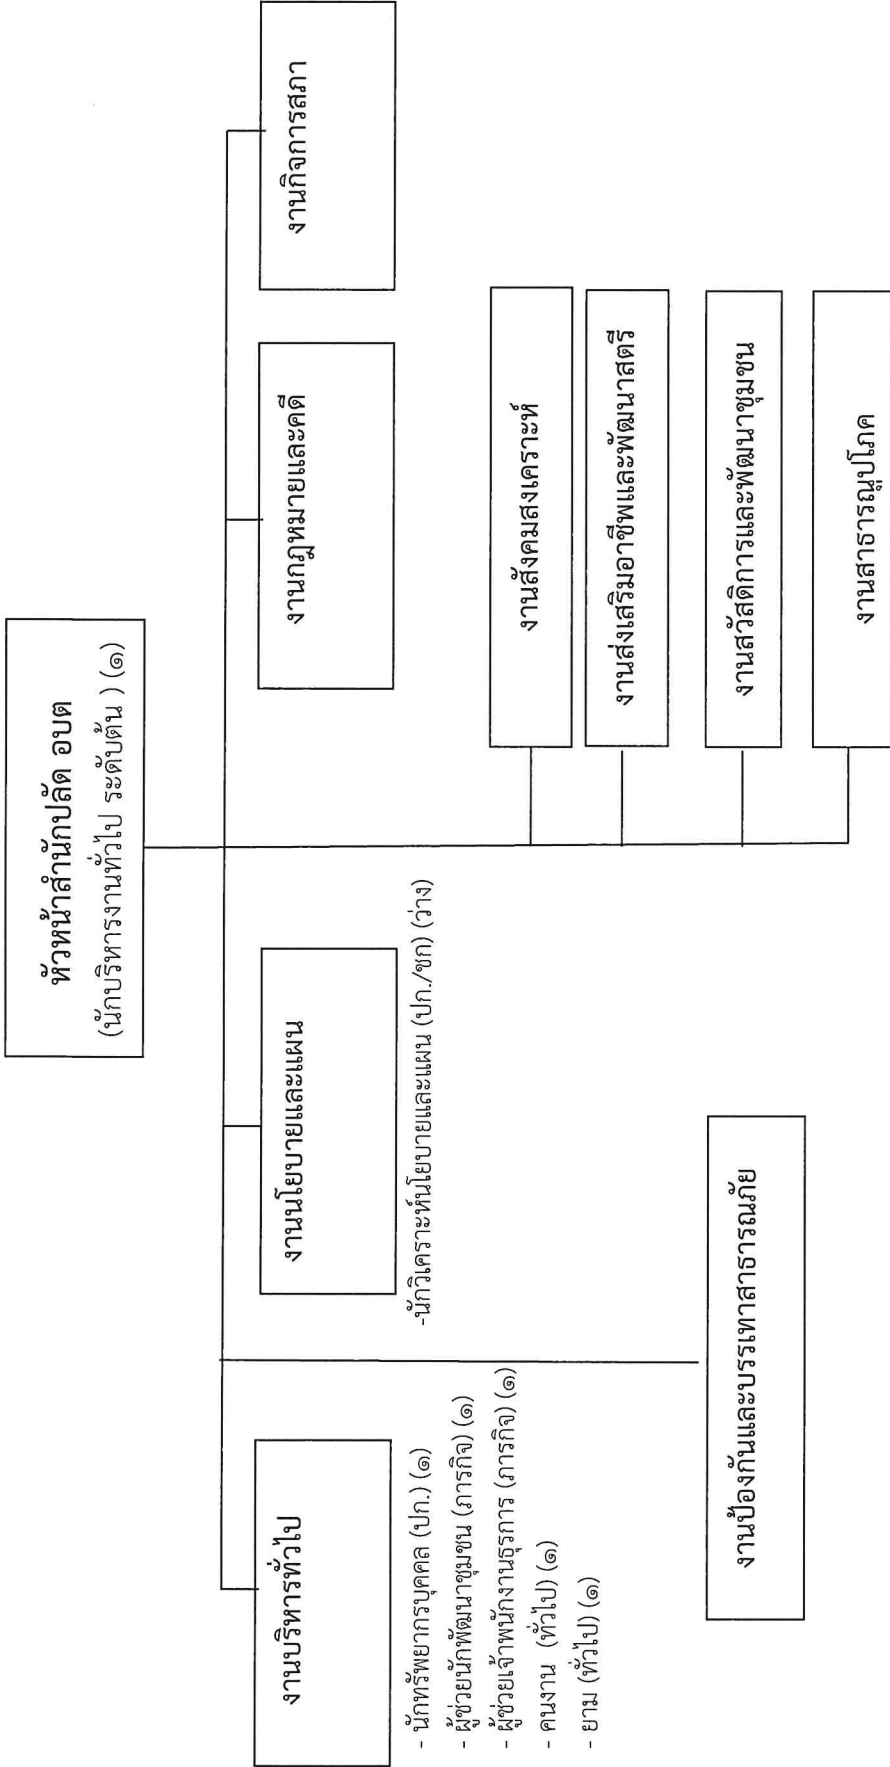 หัวหน้าสำนักปลัด อบต
(นักบริหารงานทั่วไป ระดับต้น ) (๑)
งานบริหารทั่วไป
- นักทรัพยากรบุคคล (ปก.) (๑)
- ผู้ช่วยนักพัฒนาชุมชน (ภารกิจ) (๑)
- ผู้ช่วยเจ้าพนักงานธุรการ (ภารกิจ) (๑)
- คนงาน (ทั่วไป) (๑)
- ยาม (ทั่วไป) (๑)
งานนโยบายและแผน
-นักวิเคราะห์นโยบายและแผน (ปก./ชก) (ว่าง)
งานกฎหมายและคดี
งานกิจการสภา
งานป้องกันและบรรเทาสาธารณภัย
งานสังคมสงเคราะห์
งานส่งเสริมอาชีพและพัฒนาสตรี
งานสวัสดิการและพัฒนาชุมชน
งานสาธารณูปโภค